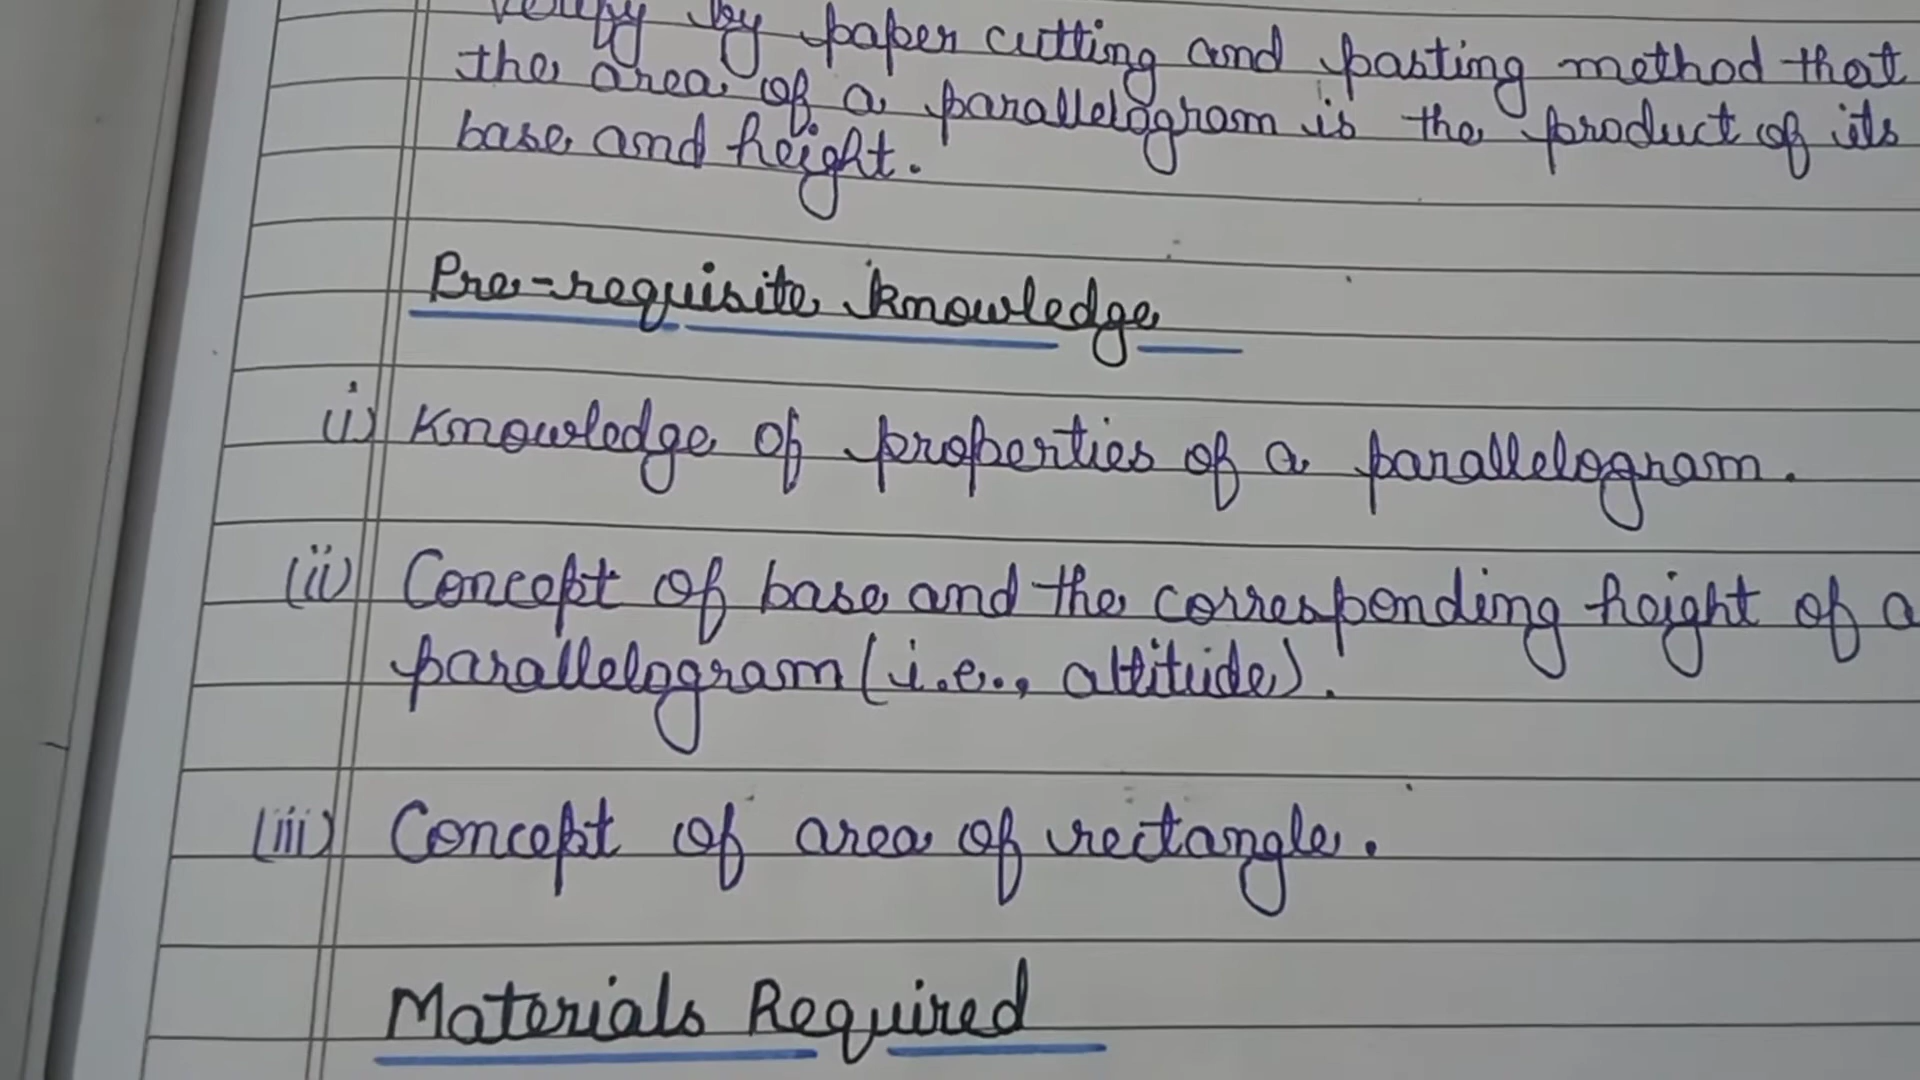 verify by paper cutting and pasting method that
the area of a parallelogram is the product of its
base and height.
Pre-requisite knowledge
(i) Knowledge of properties of a parallelogram.
(ii) Concept of base and the corresponding height of a
parallelogram (i.e., altitude).
(iii) Concept of area of rectangle.
Materials Required